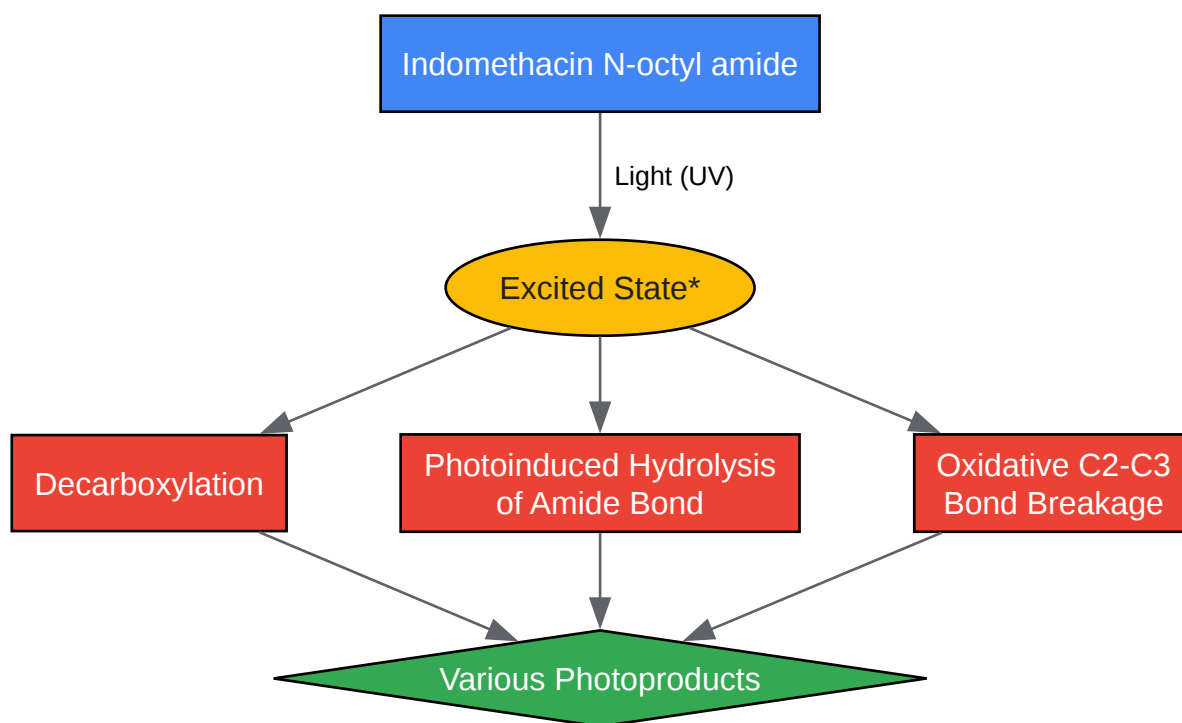 Indomethacin N-octyl amide
Light (UV)
Excited State*
Decarboxylation
Photoinduced Hydrolysis
of Amide Bond
Oxidative C2-C3
Bond Breakage
Various Photoproducts